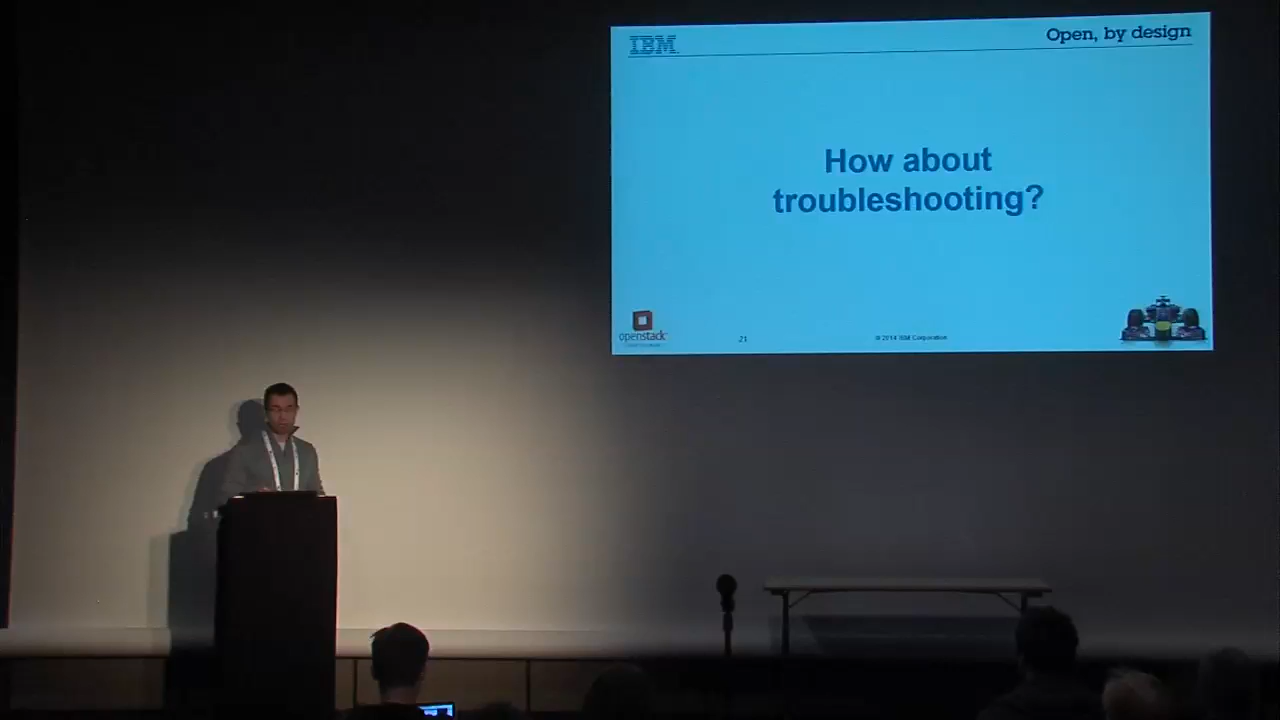 IBM
Open, by design
How about
troubleshooting?
openstack
21
© 2014 IBM Corporation